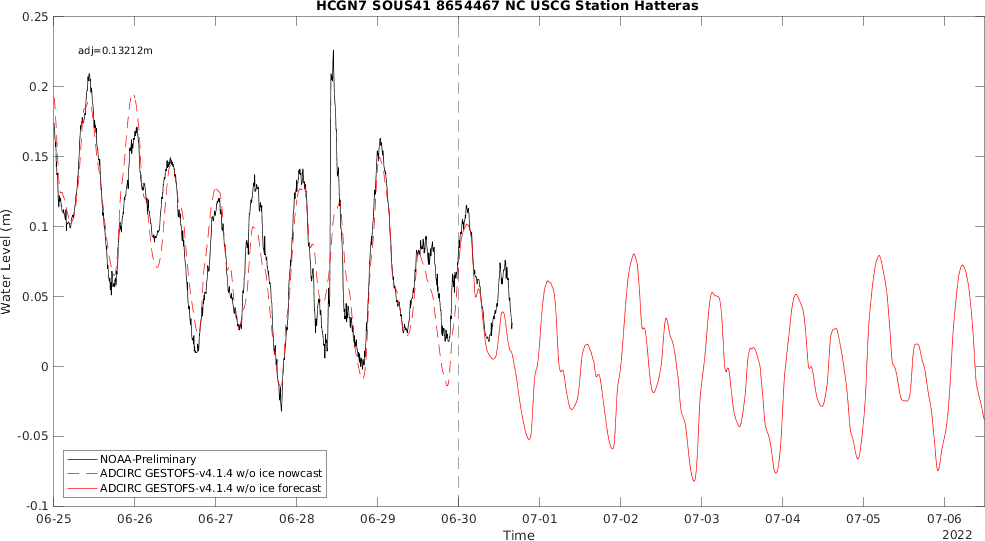 HCGN7 SOUS41 8654467 NC USCG Station Hatteras
adj=0.13212m
Water Level (m)
0.25
0.2
0.15
0.1
0.05
0
-0.05
-0.1
NOAA-Preliminary
ADCIRC GESTOFS-v4.1.4 w/o ice nowcast
ADCIRC GESTOFS-v4.1.4 w/o ice forecast
06-25 06-26 06-27 06-28 06-29 06-30 07-01 07-02 07-03 07-04 07-05 07-06
Time
2022